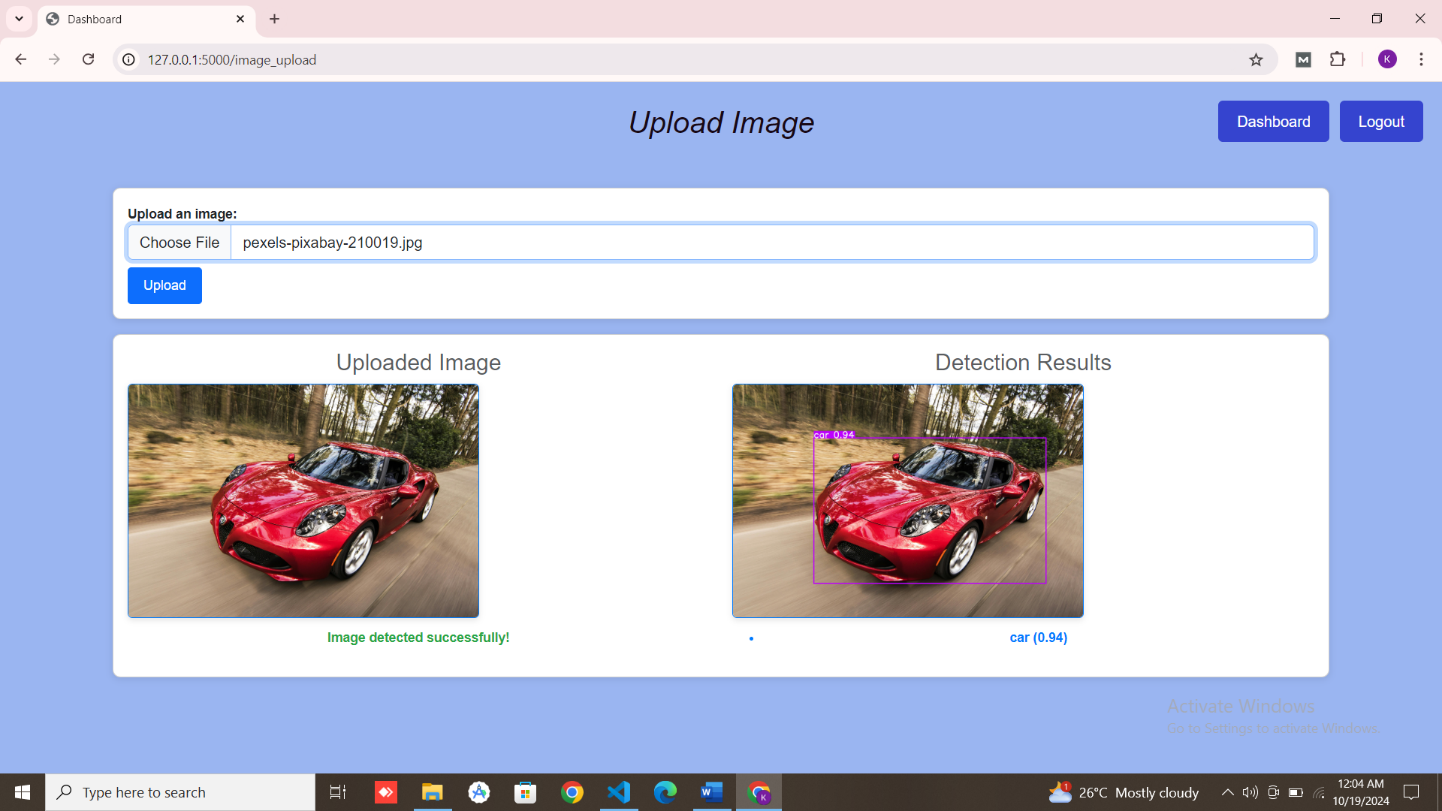 Dashboard
127.0.0.1:5000/image_upload
K
Upload Image
Dashboard
Logout
Upload an image:
Choose File pexels-pixabay-210019.jpg
Upload
Uploaded Image
Detection Results
car 0.94
Image detected successfully!
• car (0.94)
Activate Windows
Go to Settings to activate Windows.
Type here to search
1
26°C Mostly cloudy
12:04 AM
10/19/2024